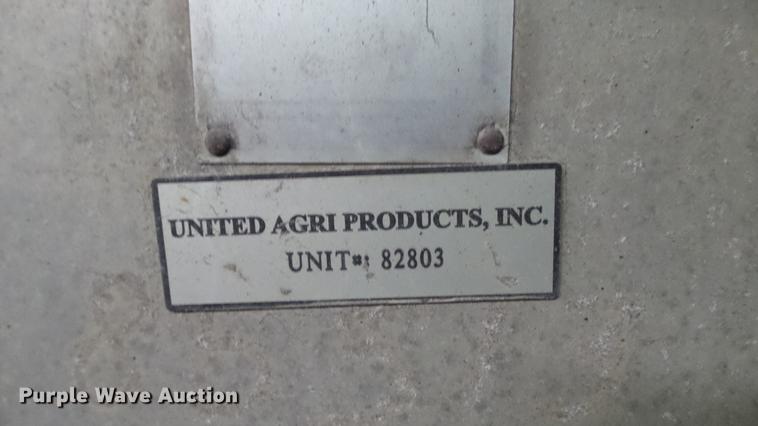 UNITED AGRI PRODUCTS, INC.
UNIT#: 82803
Purple Wave Auction